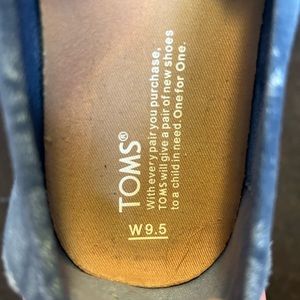 TOMS®
With every pair you purchase,
TOMS will give a pair of new shoes
to a child in need. One for One.
W 9.5